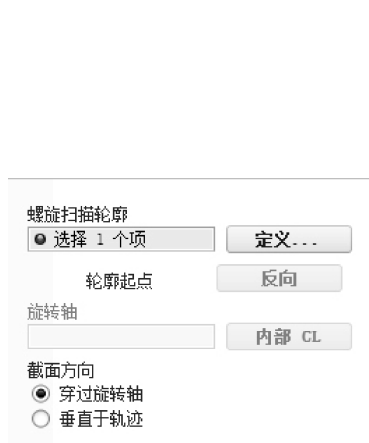 螺旋扫描轮廓
选择 1 个项 定义...
轮廓起点 反向
旋转轴
内部 CL
截面方向
穿过旋转轴
垂直于轨迹